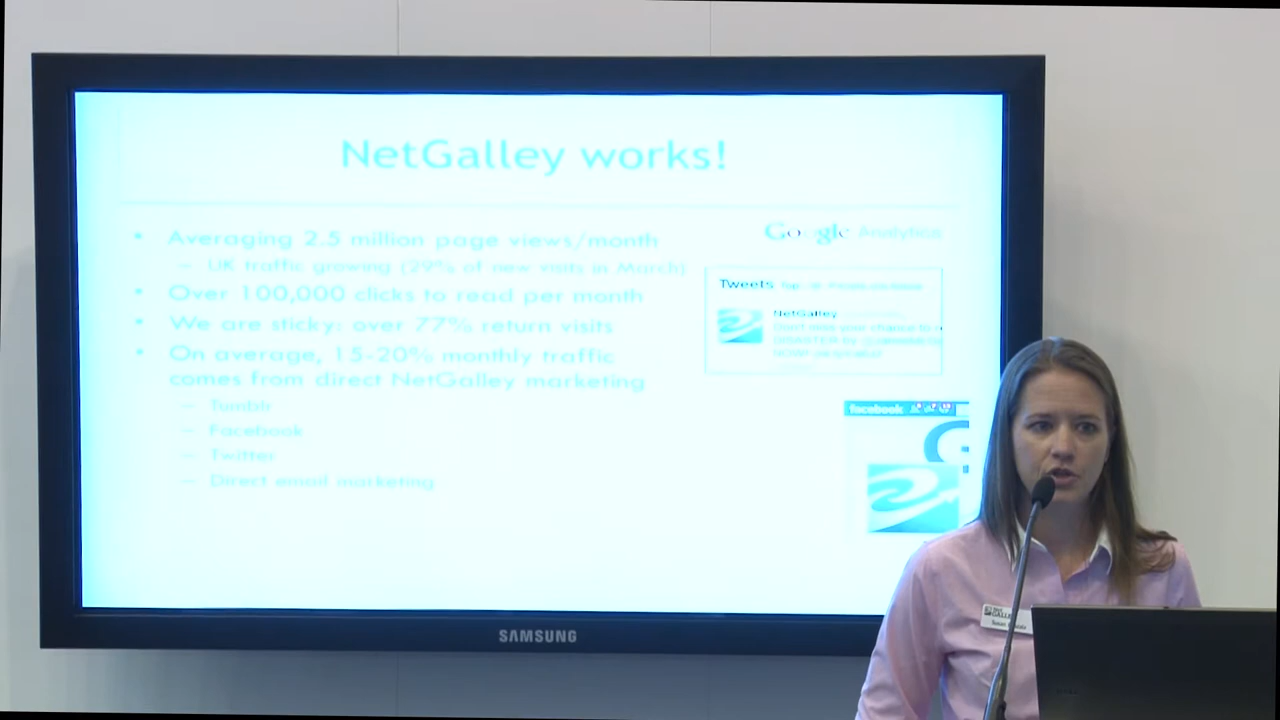 NetGalley works!
• Averaging 2.5 million page views/month
– UK traffic growing (29% of new visits in March)
• Over 100,000 clicks to read per month
• We are sticky: over 77% return visits
• On average, 15-20% monthly traffic
comes from direct NetGalley marketing
– Tumblr
– Facebook
– Twitter
– Direct email marketing
Google Analytics
Tweets
NetGalley
facebook
SAMSUNG
Susan